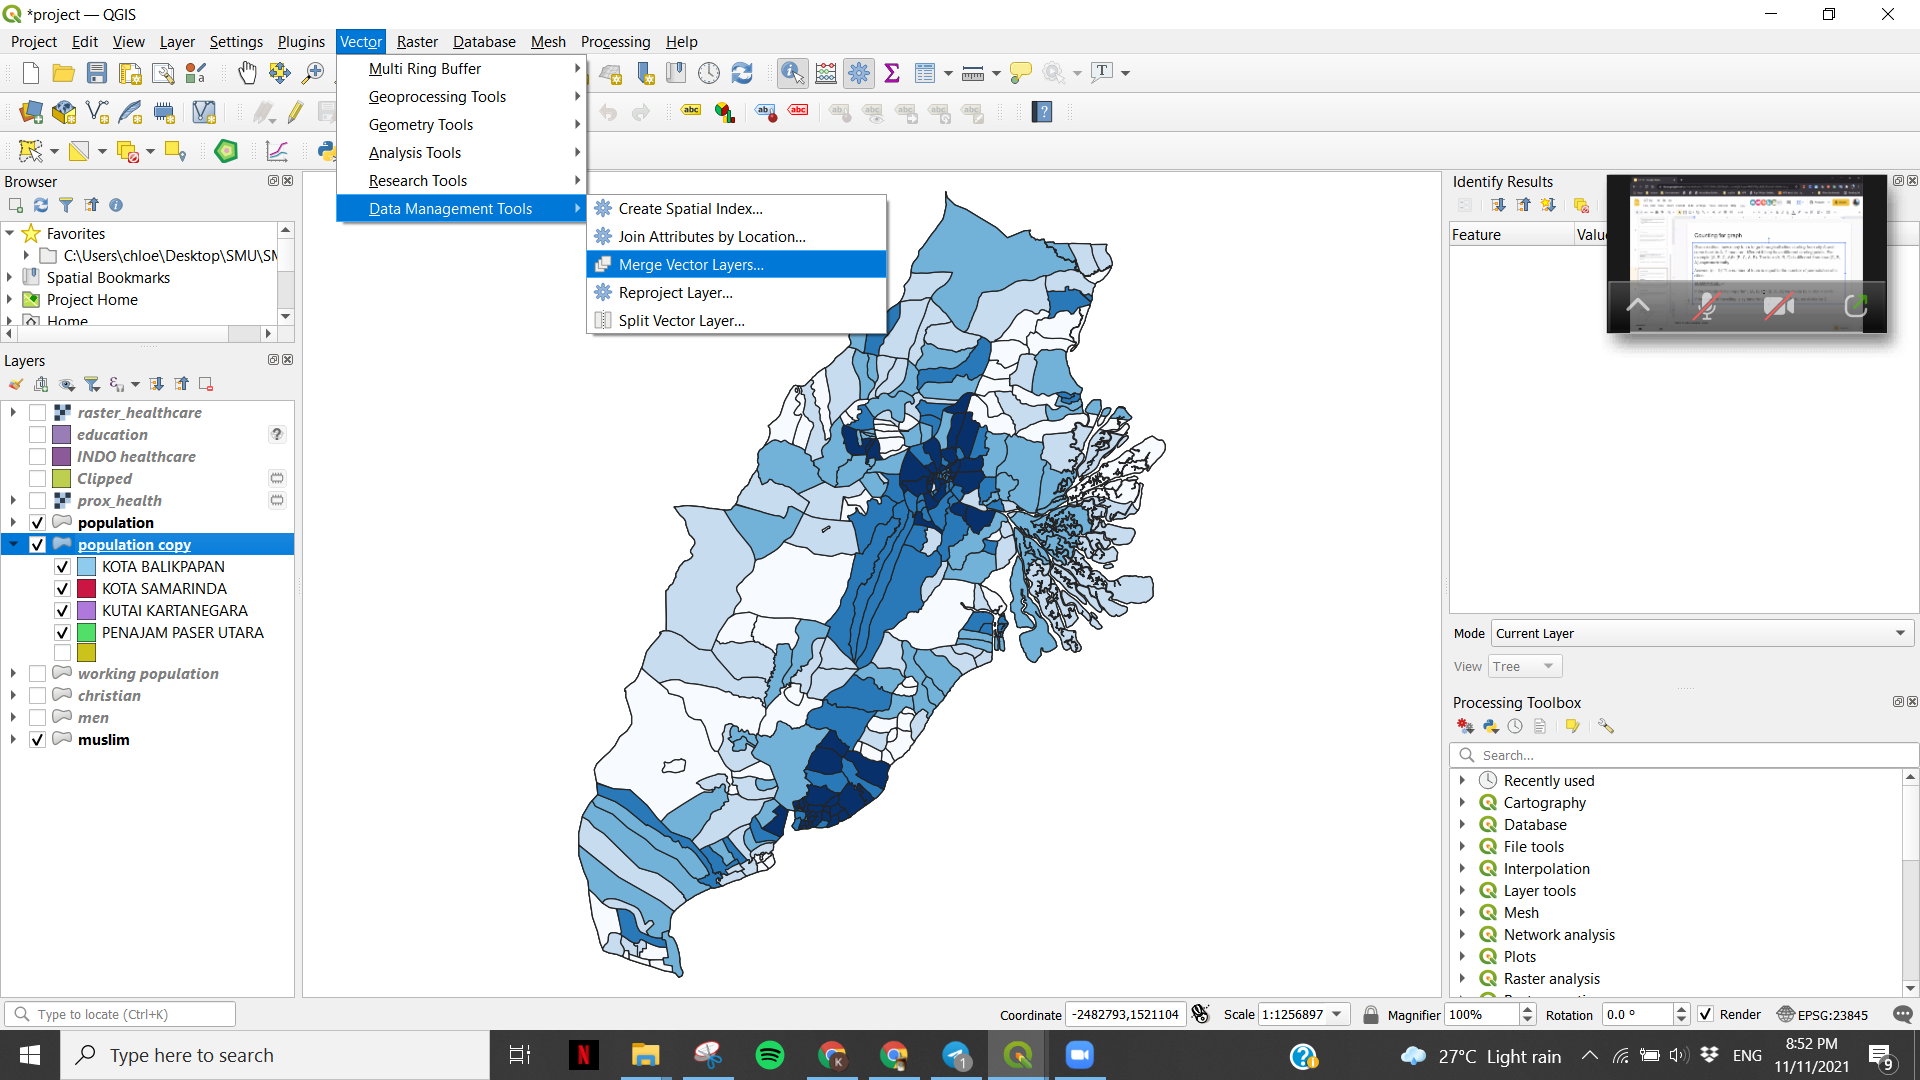 *project — QGIS
Project Edit View Layer Settings Plugins Vector Raster Database Mesh Processing Help
Multi Ring Buffer
Geoprocessing Tools
Geometry Tools
Analysis Tools
Research Tools
Data Management Tools
Create Spatial Index...
Join Attributes by Location...
Merge Vector Layers...
Reproject Layer...
Split Vector Layer...
Browser
Favorites
C:\Users\chloe\Desktop\SMU\SM
Spatial Bookmarks
Project Home
Home
Layers
raster_healthcare
education
INDO healthcare
Clipped
prox_health
population
population copy
KOTA BALIKPAPAN
KOTA SAMARINDA
KUTAI KARTANEGARA
PENAJAM PASER UTARA
working population
christian
men
muslim
Identify Results
Feature Valu
Counting for graph
Mode Current Layer
View Tree
Processing Toolbox
Search...
Recently used
Cartography
Database
File tools
Interpolation
Layer tools
Mesh
Network analysis
Plots
Raster analysis
Type to locate (Ctrl+K)
Coordinate -2482793,1521104 Scale 1:1256897 Magnifier 100% Rotation 0.0 ° Render EPSG:23845
Type here to search
27°C Light rain
ENG
8:52 PM
11/11/2021
9